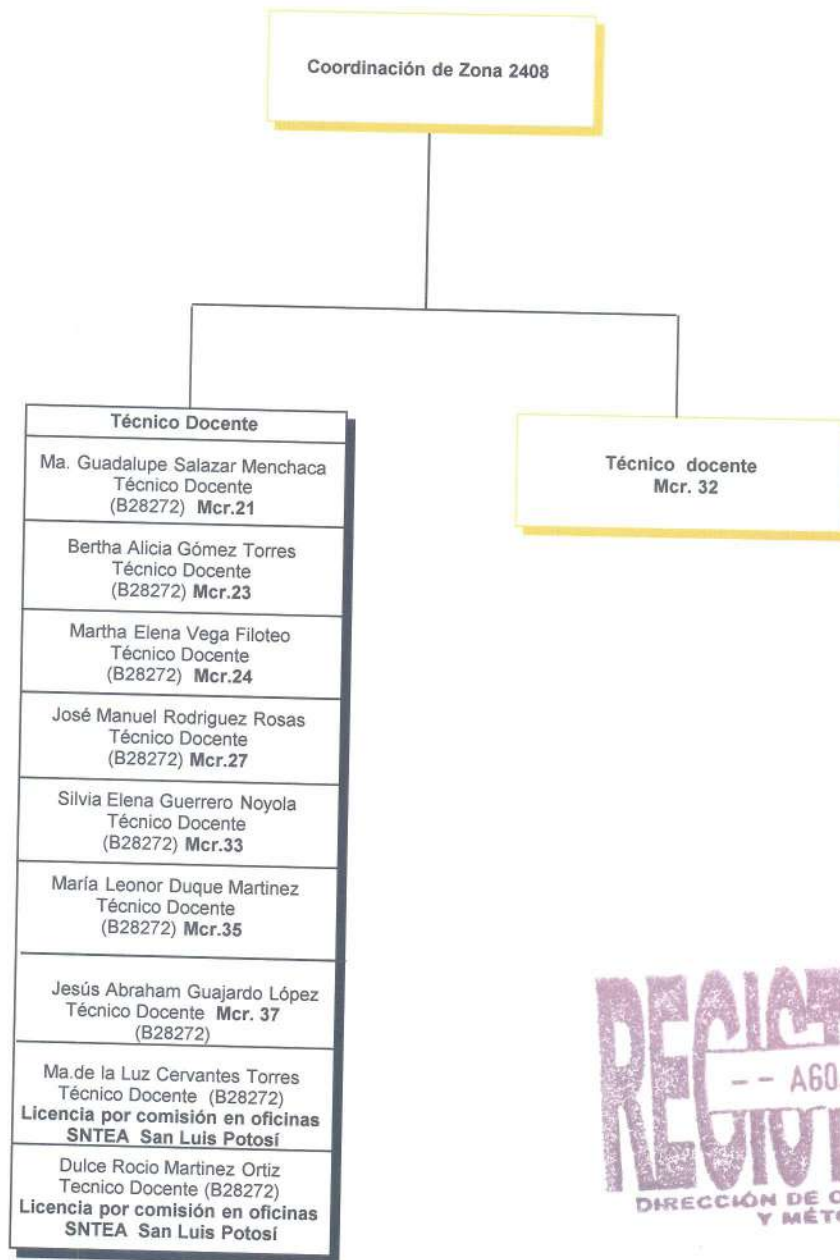 Coordinación de Zona 2408
Técnico Docente
Ma. Guadalupe Salazar Menchaca
Técnico Docente
(B28272) Mcr.21
Bertha Alicia Gómez Torres
Técnico Docente
(B28272) Mcr.23
Martha Elena Vega Filoteo
Técnico Docente
(B28272) Mcr.24
José Manuel Rodriguez Rosas
Técnico Docente
(B28272) Mcr.27
Silvia Elena Guerrero Noyola
Técnico Docente
(B28272) Mcr.33
María Leonor Duque Martinez
Técnico Docente
(B28272) Mcr.35
Jesús Abraham Guajardo López
Técnico Docente Mcr. 37
(B28272)
Ma.de la Luz Cervantes Torres
Técnico Docente (B28272)
Licencia por comisión en oficinas
SNTEA San Luis Potosí
Dulce Rocio Martinez Ortiz
Tecnico Docente (B28272)
Licencia por comisión en oficinas
SNTEA San Luis Potosí
Técnico docente
Mcr. 32
-- A60
DIRECCIÓN DE
Y